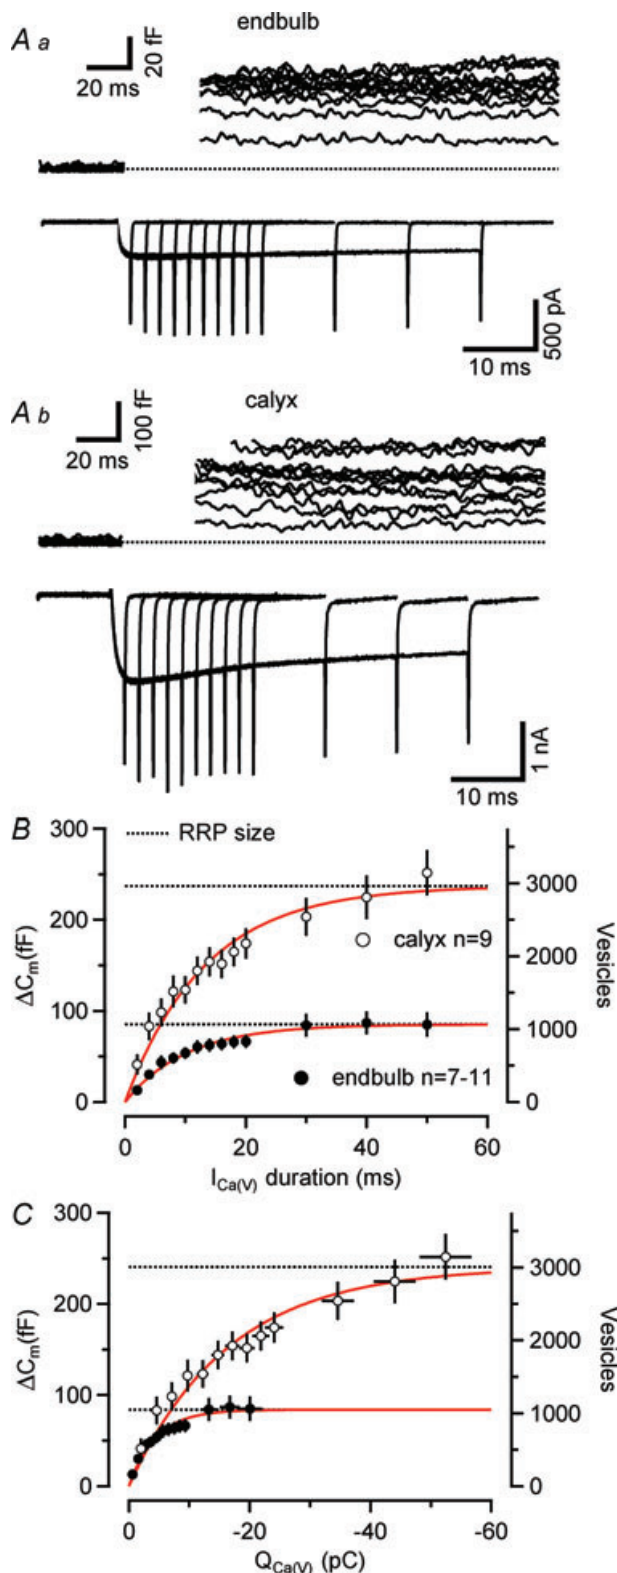 A a
endbulb
20 fF
20 ms
500 pA
10 ms
A b
calyx
100 fF
20 ms
1 nA
10 ms
B
300
200
100
0
ΔCm(fF)
RRP size
calyx n=9
endbulb n=7-11
3000
2000
1000
0
Vesicles
0 20 40 60
ICa(V) duration (ms)
C
300
200
100
0
ΔCm(fF)
3000
2000
1000
0
Vesicles
0 -20 -40 -60
QCa(V) (pC)